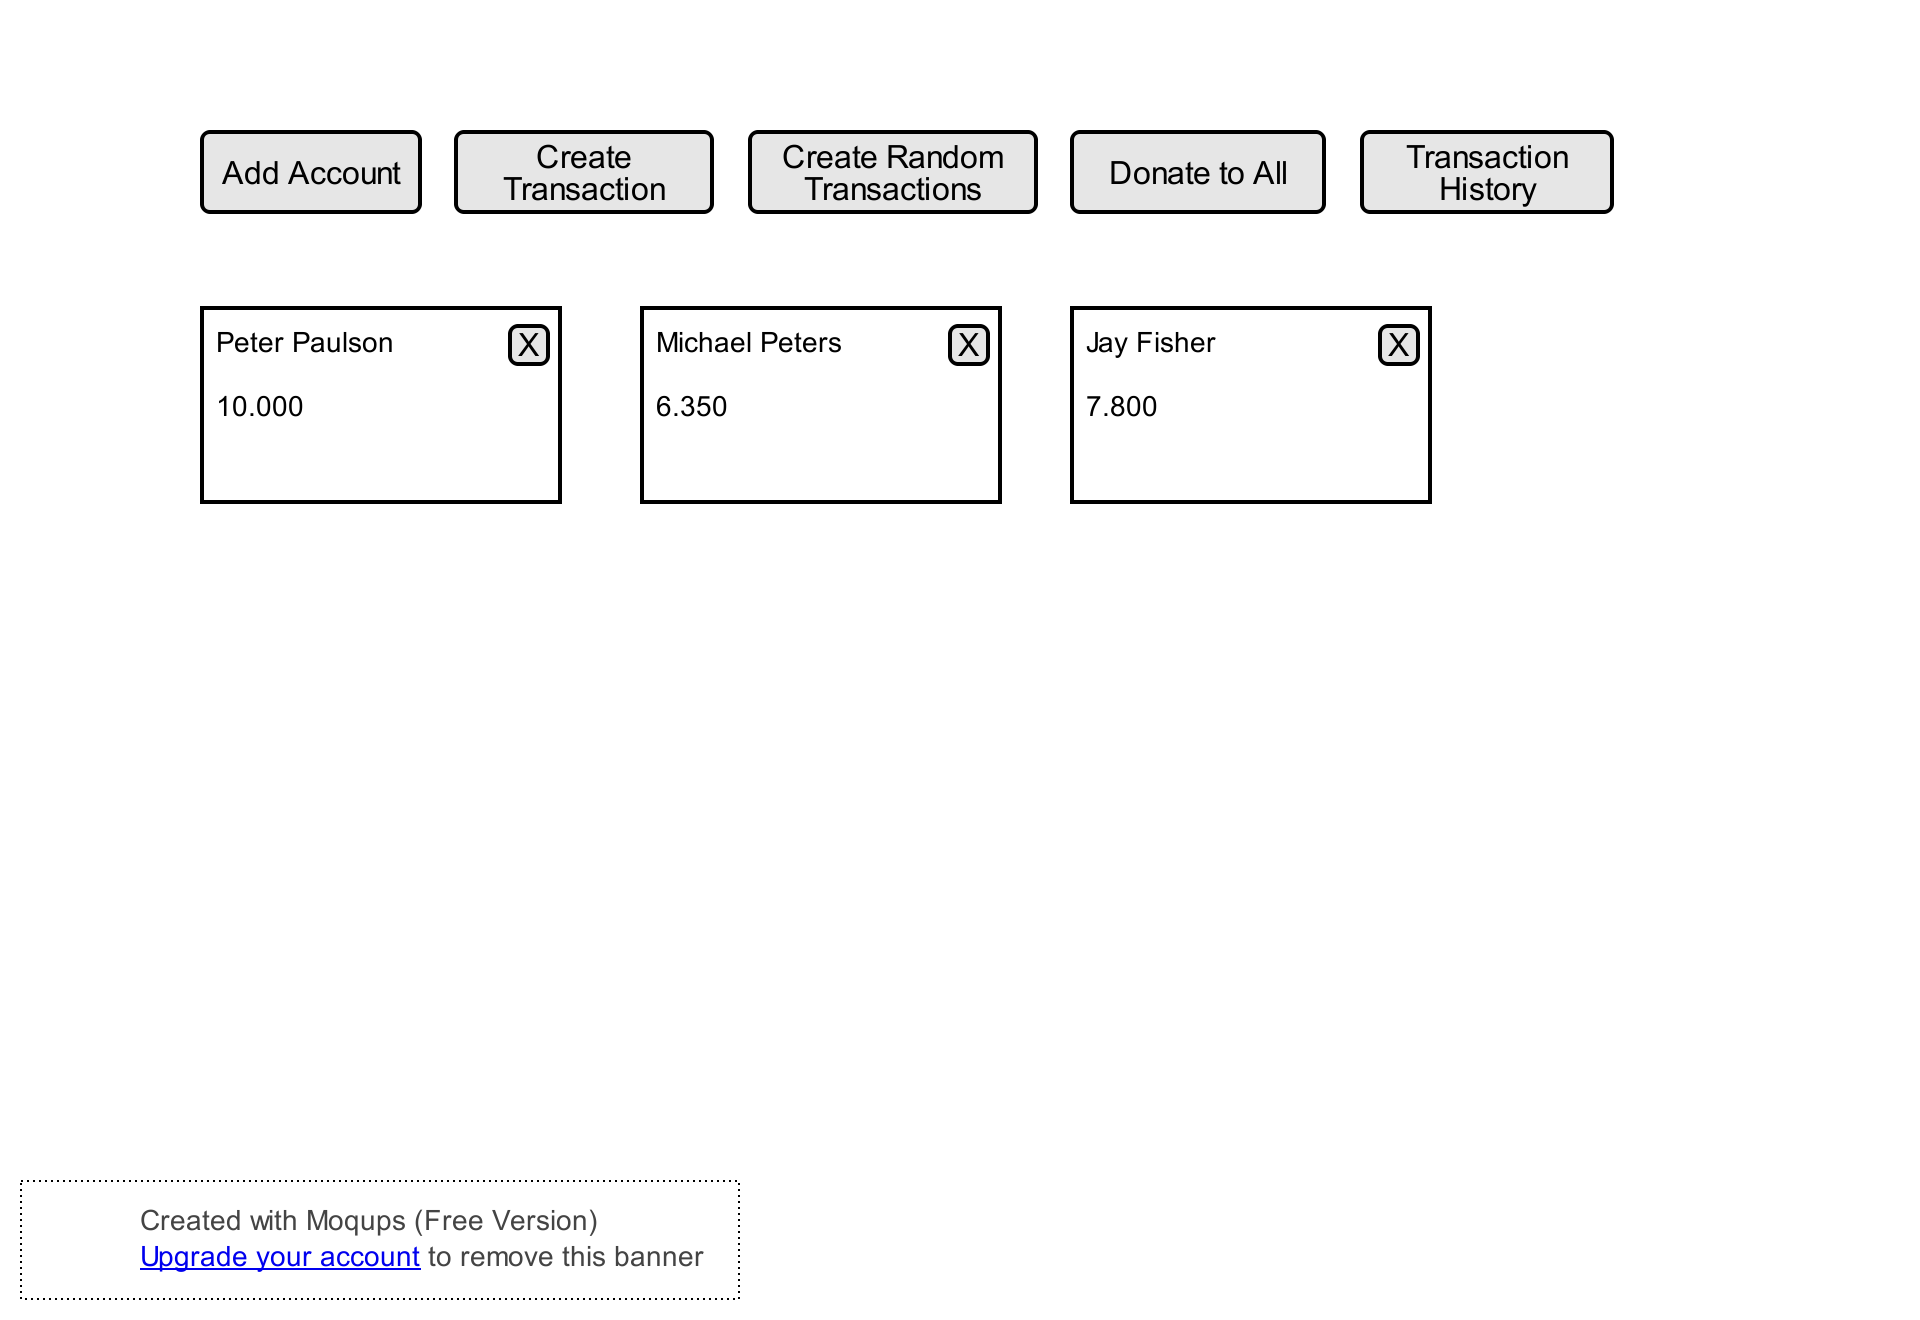 Add Account
Create
Transaction
Create Random
Transactions
Donate to All
Transaction
History
Peter Paulson
X
10.000
Michael Peters
X
6.350
Jay Fisher
X
7.800
Created with Moqups (Free Version)
Upgrade your account to remove this banner